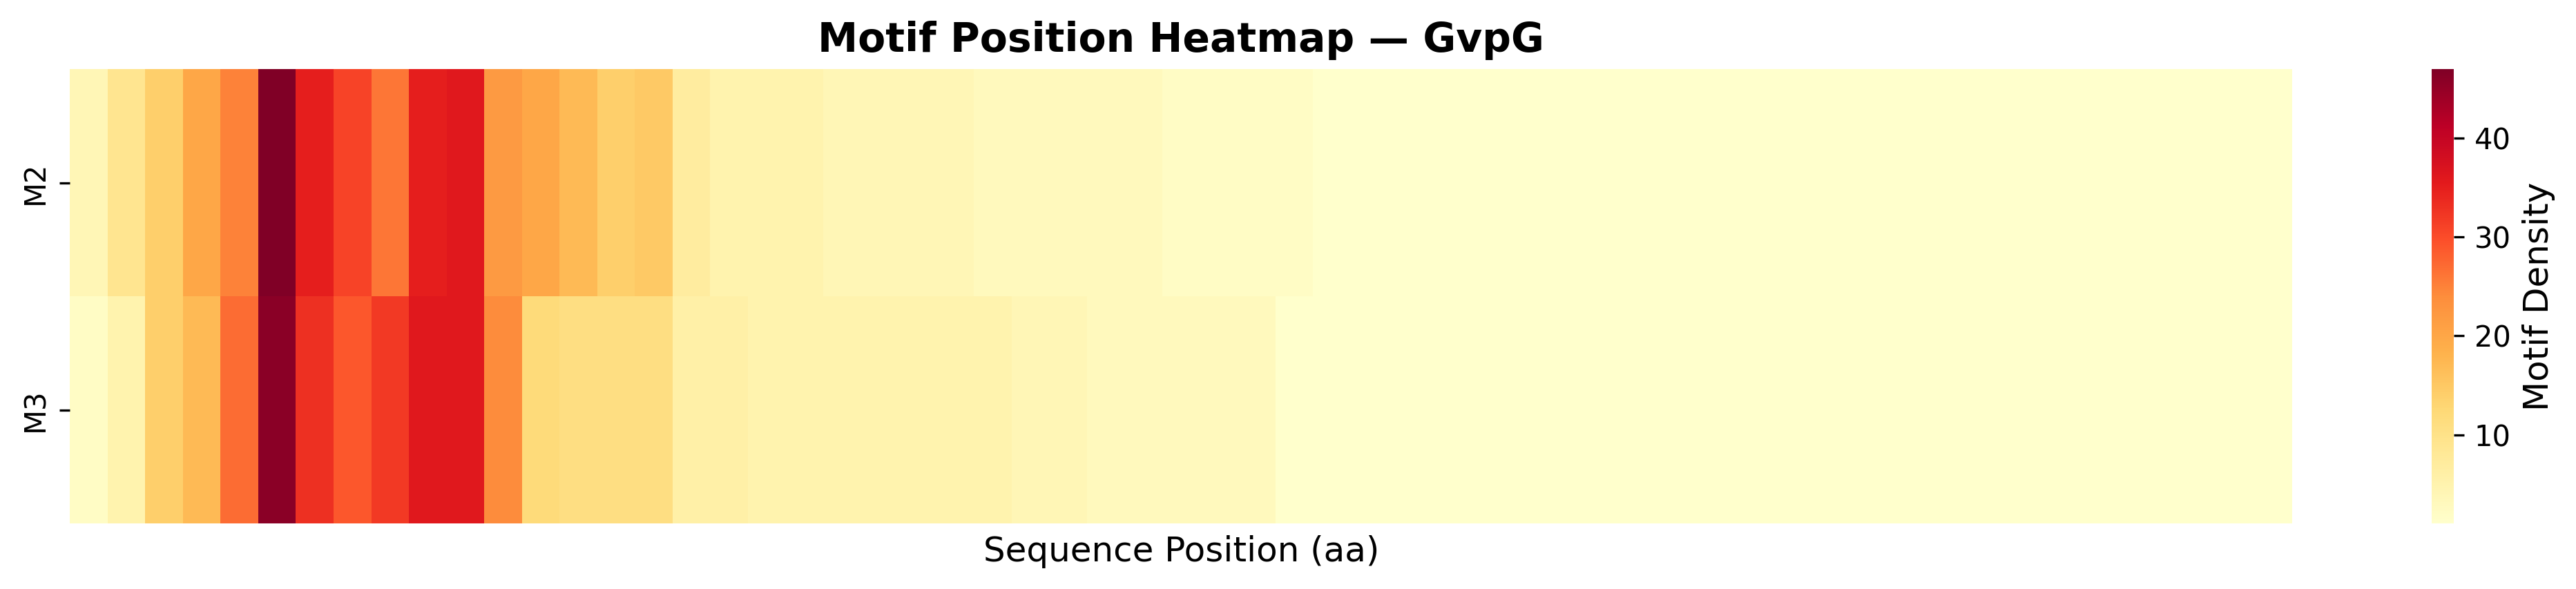 Motif Position Heatmap — GvpG
M2
M3
Sequence Position (aa)
40
30
20
10
Motif Density